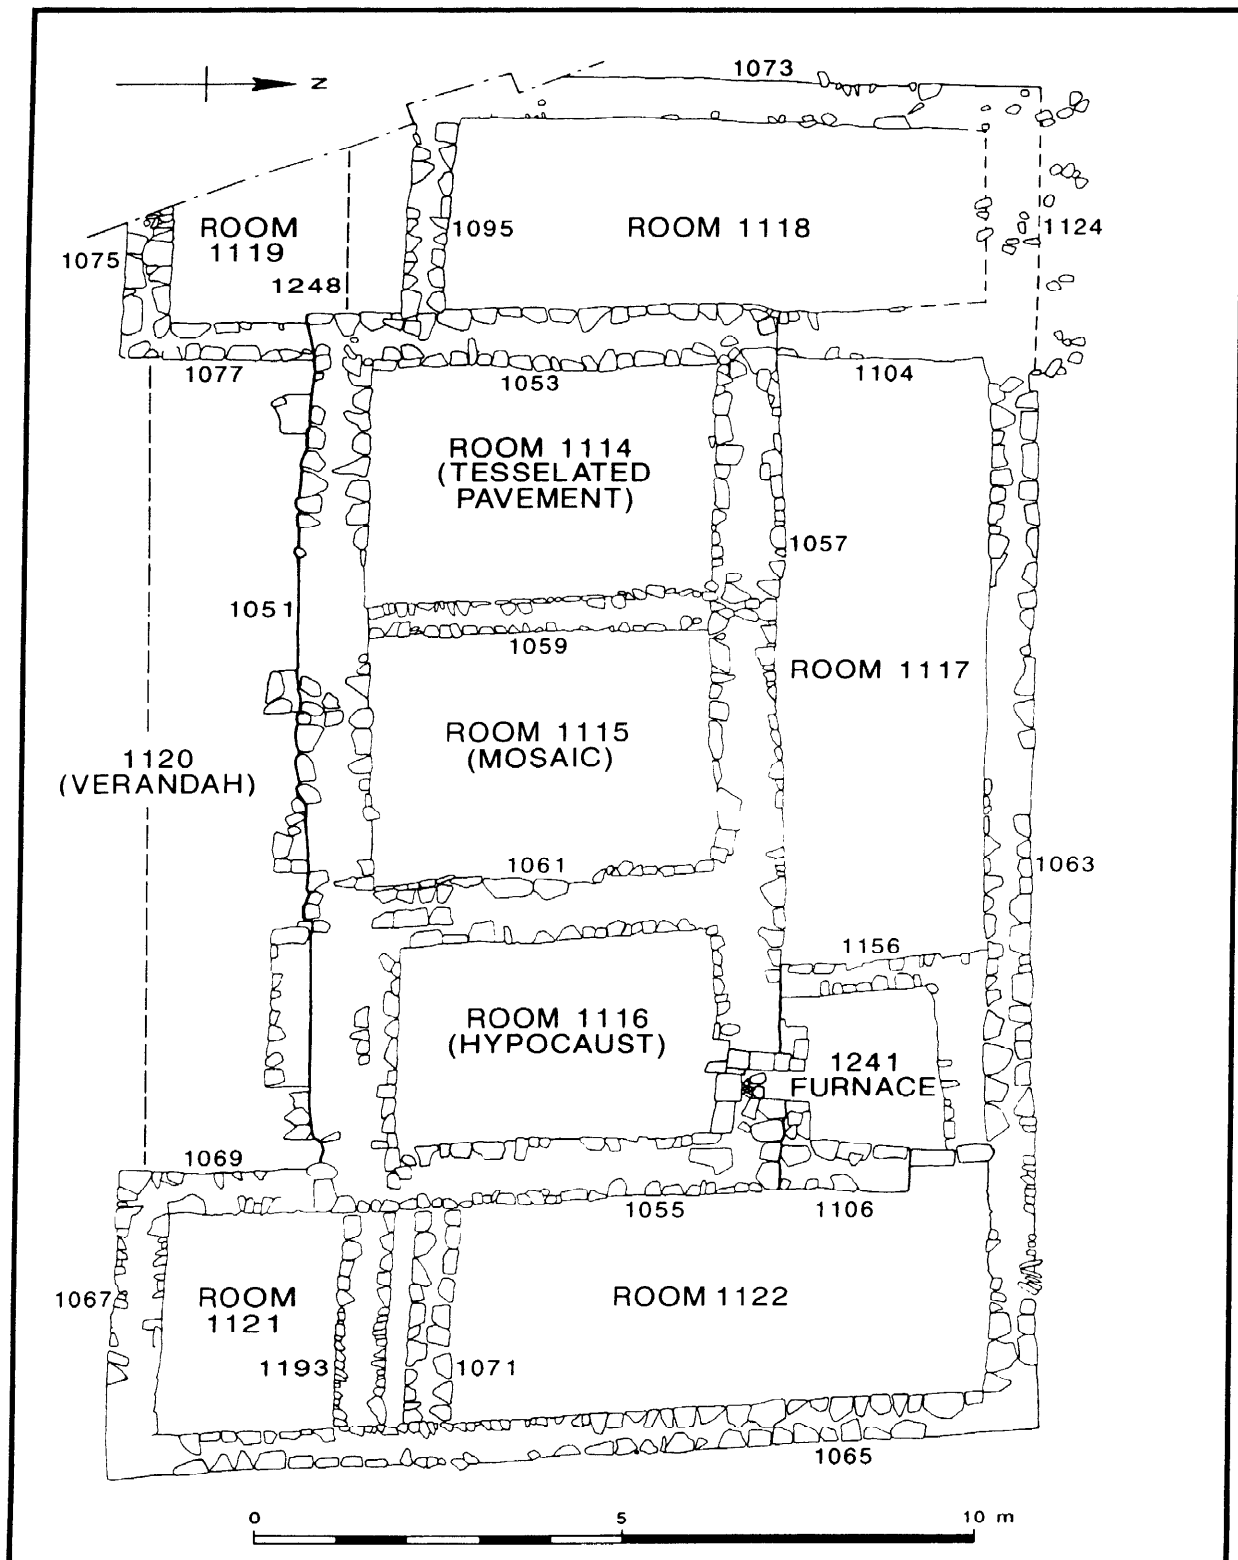 1073
N
ROOM
1119
1095
ROOM 1118
1124
1075
1248
1077
1053
1104
ROOM 1114
(TESSELATED
PAVEMENT)
1057
1051
1059
ROOM 1117
ROOM 1115
(MOSAIC)
1120
(VERANDAH)
1061
1063
1156
ROOM 1116
(HYPOCAUST)
1241
FURNACE
1069
1055
1106
1067
ROOM
1121
ROOM 1122
1193
1071
1065
0
5
10 m